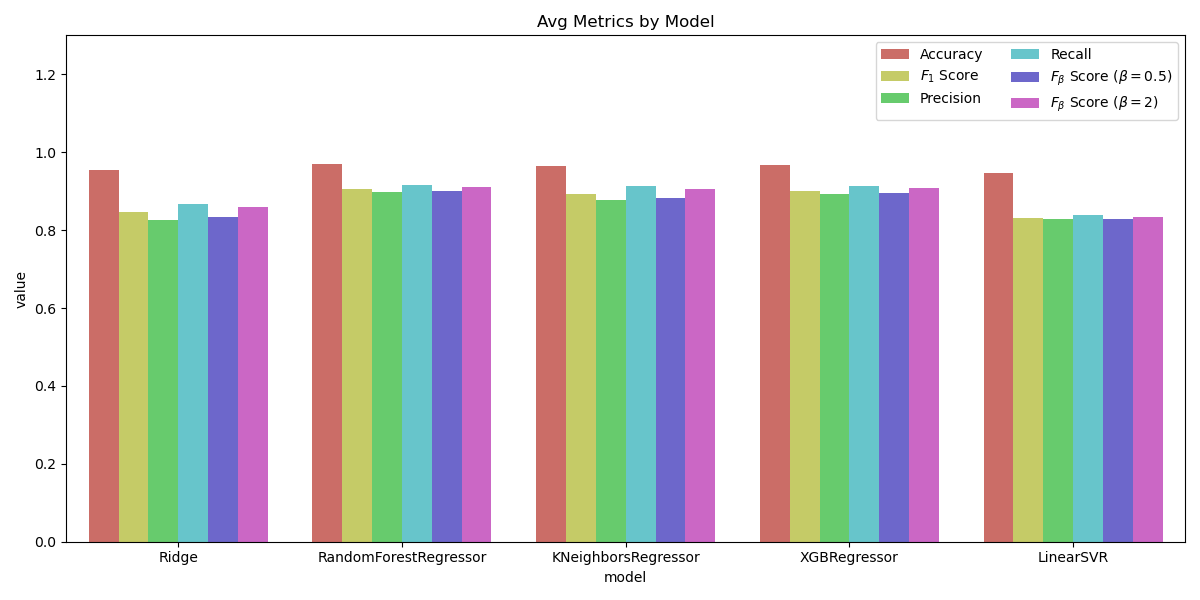 Avg Metrics by Model
Accuracy
F₁ Score
Precision
Recall
Fᵦ Score (β = 0.5)
Fᵦ Score (β = 2)
value
1.2
1.0
0.8
0.6
0.4
0.2
0.0
Ridge RandomForestRegressor KNeighborsRegressor XGBRegressor LinearSVR
model